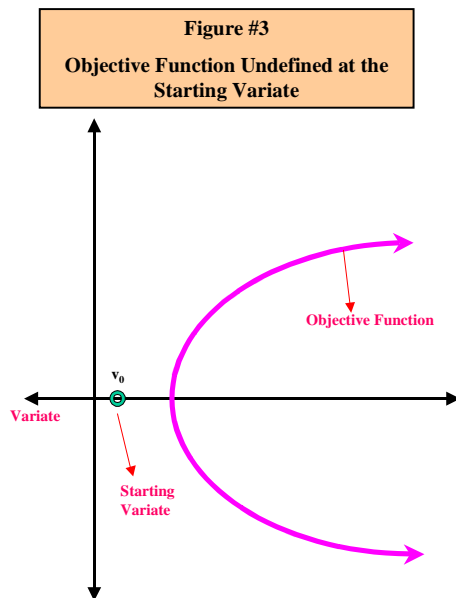 Figure #3
Objective Function Undefined at the
Starting Variate
Objective Function
v0
Variate
Starting
Variate